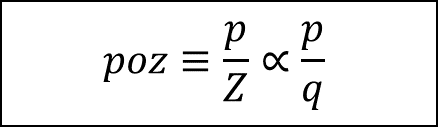 poz ≡ p/Z ∝ p/q